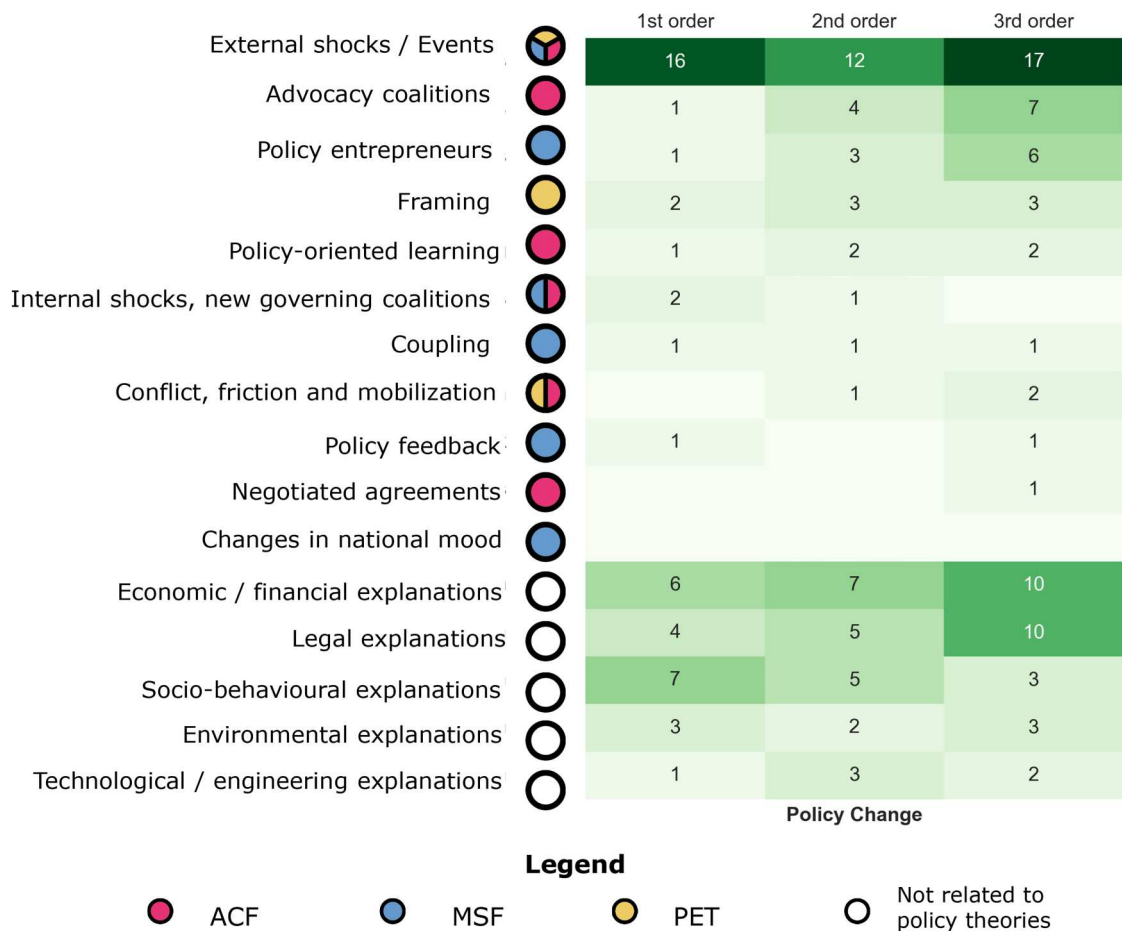 1st order 2nd order 3rd order
External shocks / Events 16 12 17
Advocacy coalitions 1 4 7
Policy entrepreneurs 1 3 6
Framing 2 3 3
Policy-oriented learning 1 2 2
Internal shocks, new governing coalitions 2 1
Coupling 1 1 1
Conflict, friction and mobilization 1 2
Policy feedback 1 1
Negotiated agreements 1
Changes in national mood
Economic / financial explanations 6 7 10
Legal explanations 4 5 10
Socio-behavioural explanations 7 5 3
Environmental explanations 3 2 3
Technological / engineering explanations 1 3 2
Policy Change
Legend
ACF MSF PET Not related to
policy theories